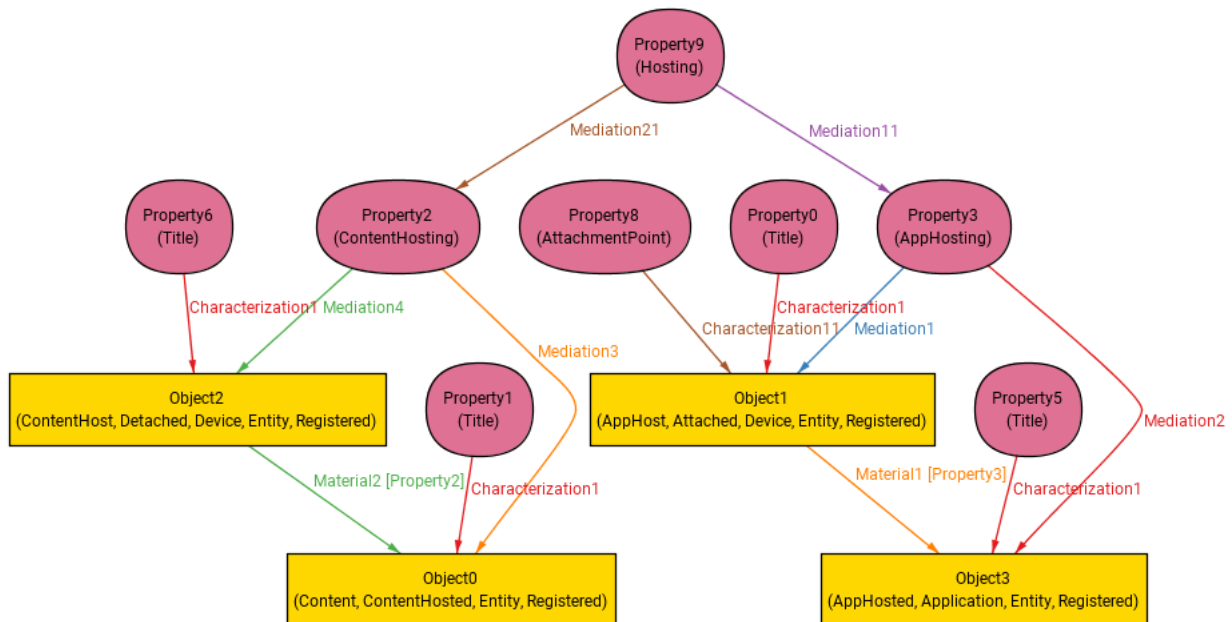 Property9
(Hosting)
Mediation21
Mediation11
Property6
(Title)
Property2
(ContentHosting)
Property8
(AttachmentPoint)
Property0
(Title)
Property3
(AppHosting)
Characterization1
Mediation4
Characterization1
Characterization11
Mediation1
Mediation3
Object2
(ContentHost, Detached, Device, Entity, Registered)
Property1
(Title)
Object1
(AppHost, Attached, Device, Entity, Registered)
Property5
(Title)
Mediation2
Material2 [Property2]
Characterization1
Material1 [Property3]
Characterization1
Object0
(Content, ContentHosted, Entity, Registered)
Object3
(AppHosted, Application, Entity, Registered)